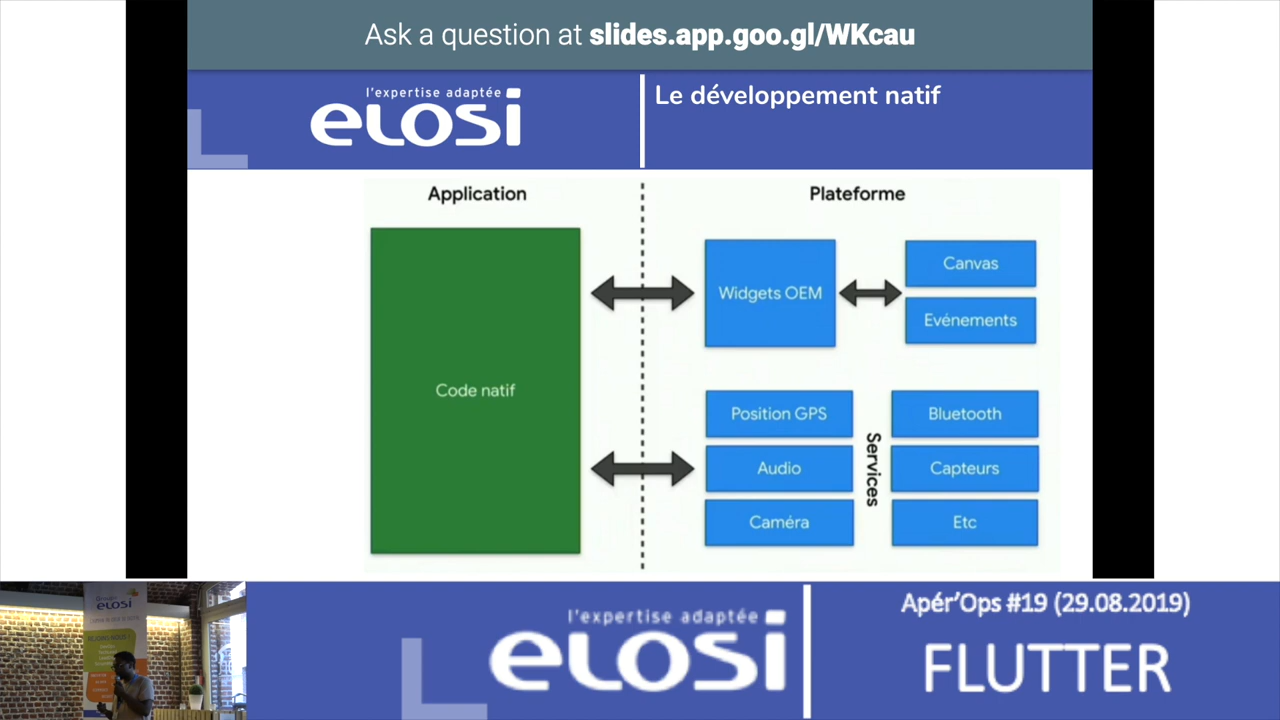 Ask a question at slides.app.goo.gl/WKcau
l'expertise adaptée
eLosi
Le développement natif
Application
Plateforme
Code natif
Widgets OEM
Canvas
Evénements
Position GPS
Bluetooth
Audio
Capteurs
Caméra
Etc
Services
elosi
l'expertise adaptée
eLosi
Apér'Ops #19 (29.08.2019)
FLUTTER